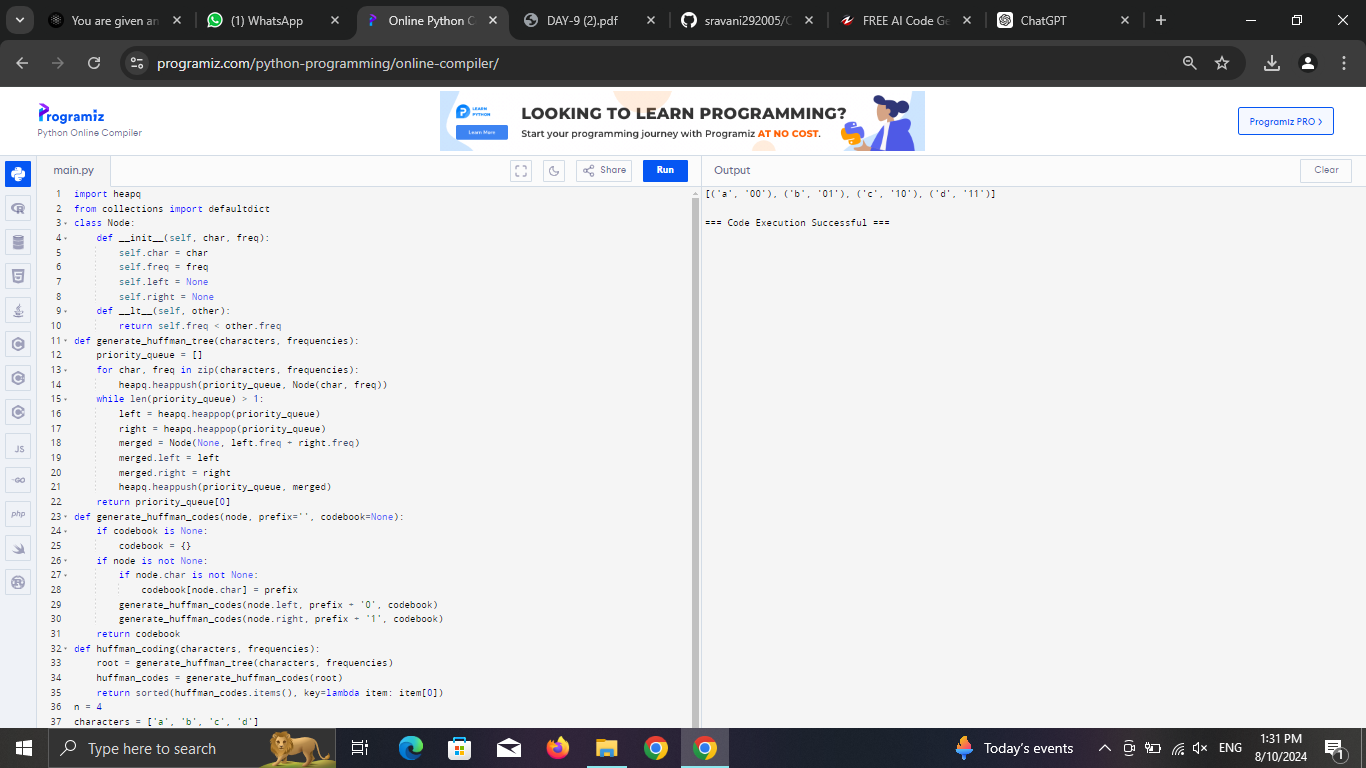 You are given an
(1) WhatsApp
Online Python C
DAY-9 (2).pdf
sravani292005/C
FREE AI Code Ge
ChatGPT
programiz.com/python-programming/online-compiler/
Programiz
Python Online Compiler
LEARN PYTHON
Learn More
LOOKING TO LEARN PROGRAMMING?
Start your programming journey with Programiz AT NO COST.
Programiz PRO >
main.py
Share
Run
Output
Clear
1 import heapq
2 from collections import defaultdict
3 class Node:
4     def __init__(self, char, freq):
5         self.char = char
6         self.freq = freq
7         self.left = None
8         self.right = None
9     def __lt__(self, other):
10         return self.freq < other.freq
11 def generate_huffman_tree(characters, frequencies):
12     priority_queue = []
13     for char, freq in zip(characters, frequencies):
14         heapq.heappush(priority_queue, Node(char, freq))
15     while len(priority_queue) > 1:
16         left = heapq.heappop(priority_queue)
17         right = heapq.heappop(priority_queue)
18         merged = Node(None, left.freq + right.freq)
19         merged.left = left
20         merged.right = right
21         heapq.heappush(priority_queue, merged)
22     return priority_queue[0]
23 def generate_huffman_codes(node, prefix='', codebook=None):
24     if codebook is None:
25         codebook = {}
26     if node is not None:
27         if node.char is not None:
28             codebook[node.char] = prefix
29         generate_huffman_codes(node.left, prefix + '0', codebook)
30         generate_huffman_codes(node.right, prefix + '1', codebook)
31     return codebook
32 def huffman_coding(characters, frequencies):
33     root = generate_huffman_tree(characters, frequencies)
34     huffman_codes = generate_huffman_codes(root)
35     return sorted(huffman_codes.items(), key=lambda item: item[0])
36 n = 4
37 characters = ['a', 'b', 'c', 'd']
[('a', '00'), ('b', '01'), ('c', '10'), ('d', '11')]
=== Code Execution Successful ===
JS
GO
php
Type here to search
Today's events
ENG
1:31 PM
8/10/2024
1